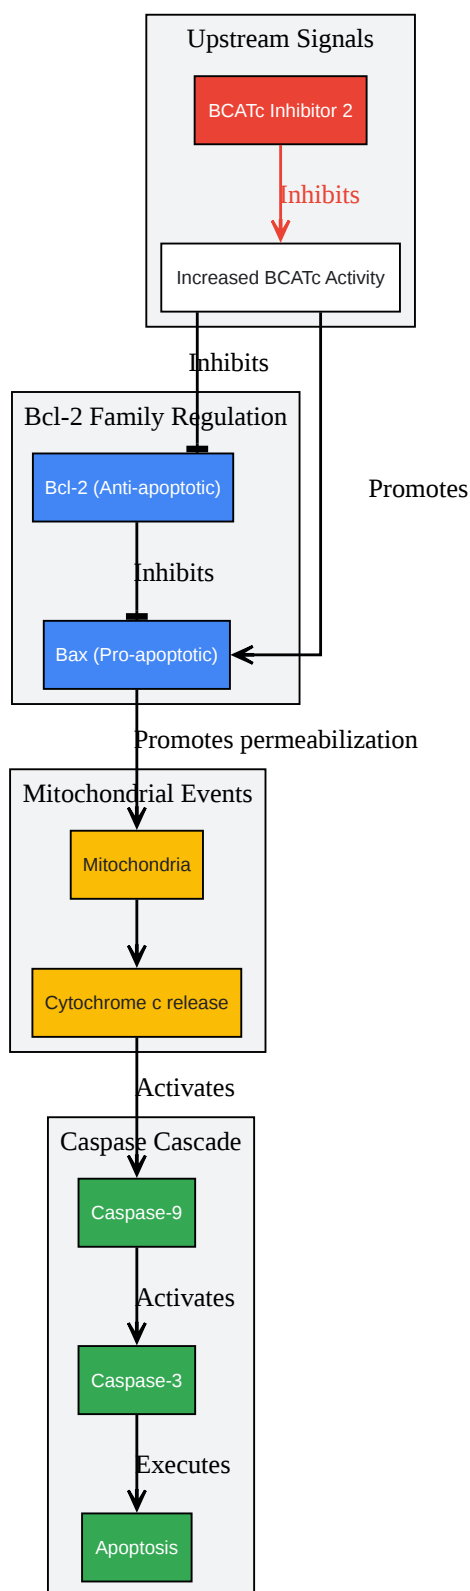 Upstream Signals
BCATc Inhibitor 2
Inhibits
Increased BCATc Activity
Inhibits
Bcl-2 Family Regulation
Bcl-2 (Anti-apoptotic)
Promotes
Inhibits
Bax (Pro-apoptotic)
Promotes permeabilization
Mitochondrial Events
Mitochondria
Cytochrome c release
Activates
Caspase Cascade
Caspase-9
Activates
Caspase-3
Executes
Apoptosis